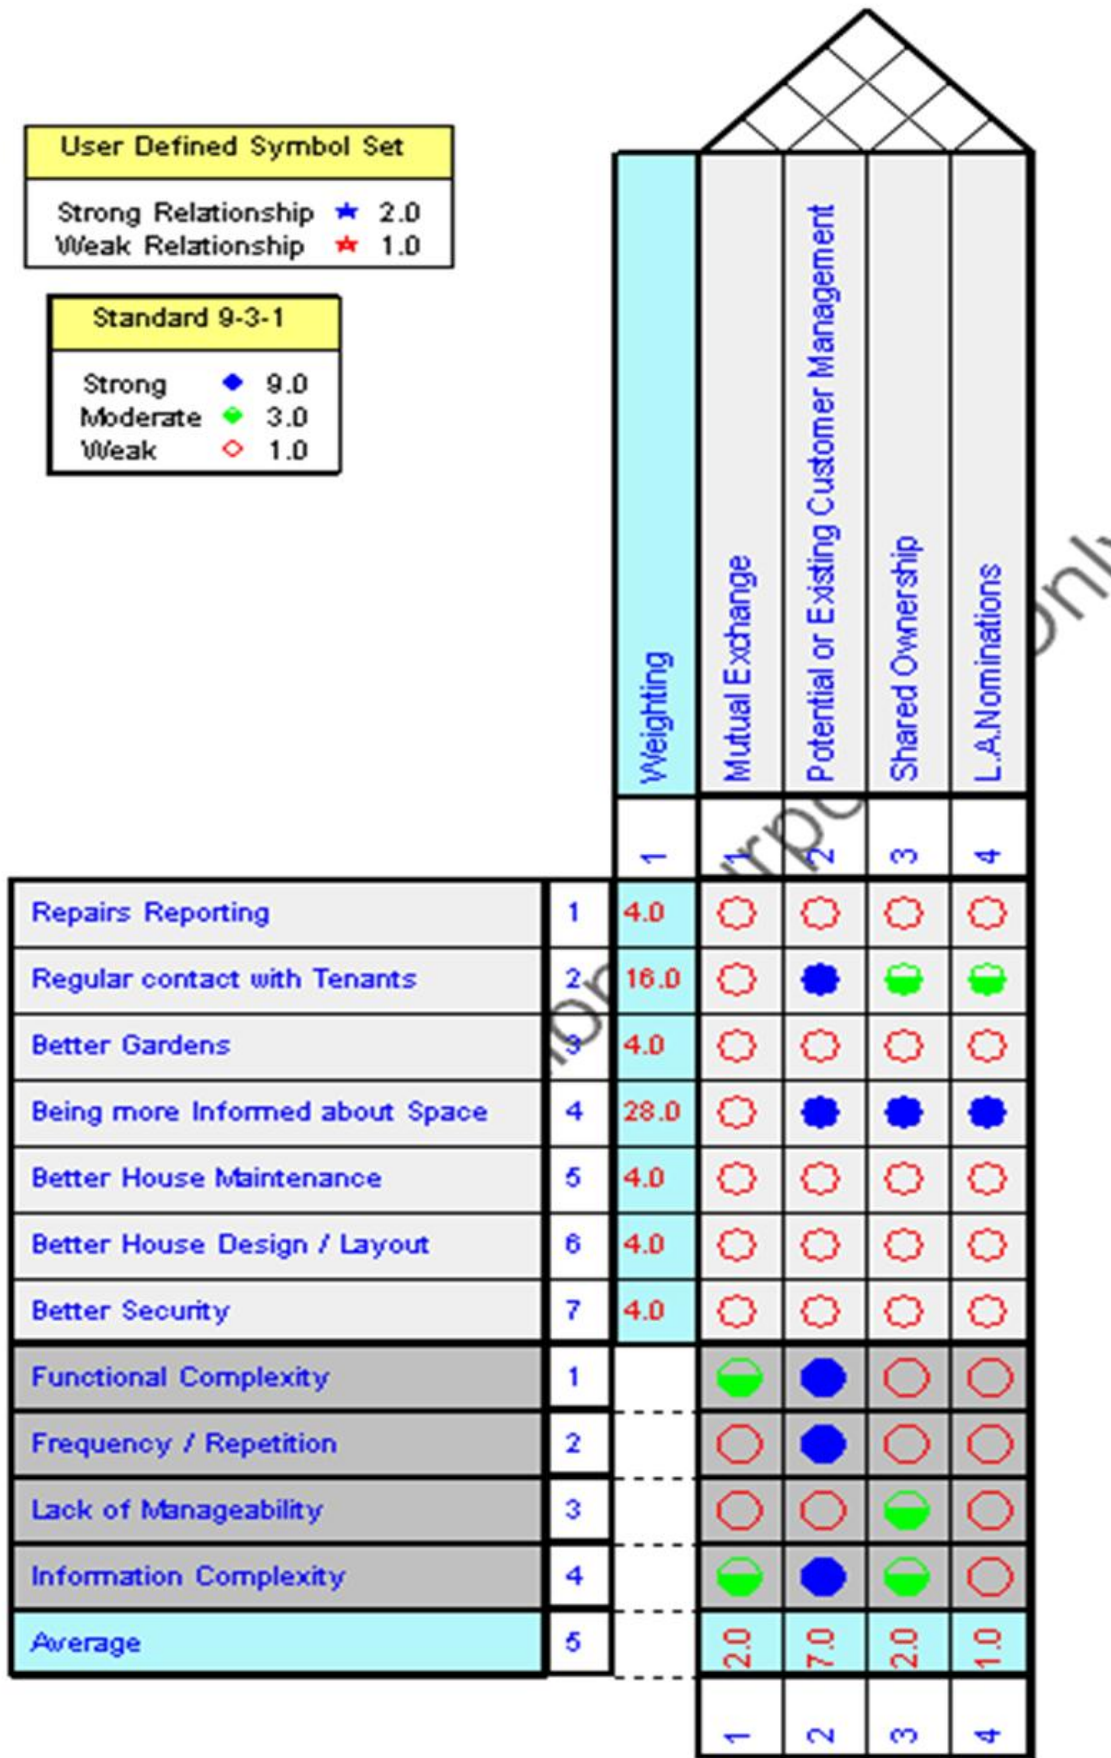 User Defined Symbol Set
Strong Relationship 2.0
Weak Relationship 1.0
Standard 9-3-1
Strong 9.0
Moderate 3.0
Weak 1.0
Weighting
Mutual Exchange
Potential or Existing Customer Management
Shared Ownership
L.A.Nominations
1 1 2 3 4
Repairs Reporting 1 4.0
Regular contact with Tenants 2 16.0
Better Gardens 3 4.0
Being more Informed about Space 4 28.0
Better House Maintenance 5 4.0
Better House Design / Layout 6 4.0
Better Security 7 4.0
Functional Complexity 1
Frequency / Repetition 2
Lack of Manageability 3
Information Complexity 4
Average 5 2.0 7.0 2.0 1.0
1 2 3 4